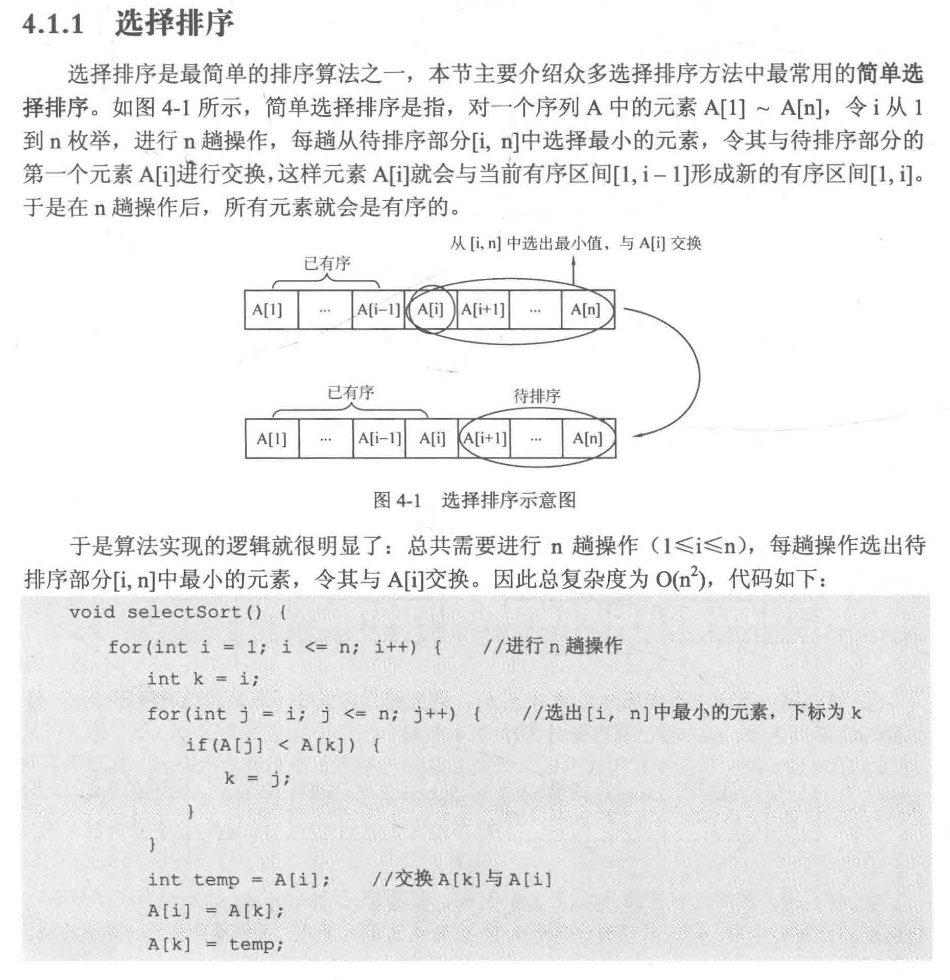 4.1.1 选择排序
选择排序是最简单的排序算法之一，本节主要介绍众多选择排序方法中最常用的简单选
择排序。如图 4-1 所示，简单选择排序是指，对一个序列 A 中的元素 A[1] ~ A[n]，令 i 从 1
到 n 枚举，进行 n 趟操作，每趟从待排序部分[i, n]中选择最小的元素，令其与待排序部分的
第一个元素 A[i]进行交换，这样元素 A[i]就会与当前有序区间[1, i – 1]形成新的有序区间[1, i]。
于是在 n 趟操作后，所有元素就会是有序的。
从 [i, n] 中选出最小值、与 A[i] 交换
已有序
A[1] ... A[i–1] A[i] A[i+1] ... A[n]
已有序 待排序
A[1] ... A[i–1] A[i] A[i+1] ... A[n]
图 4-1 选择排序示意图
于是算法实现的逻辑就很明显了：总共需要进行 n 趟操作（1≤i≤n），每趟操作选出待
排序部分[i, n]中最小的元素，令其与 A[i]交换。因此总复杂度为 O(n²)，代码如下：
void selectSort() {
for(int i = 1; i <= n; i++) { //进行 n 趟操作
int k = i;
for(int j = i; j <= n; j++) { //选出[i, n]中最小的元素，下标为 k
if(A[j] < A[k]) {
k = j;
}
}
int temp = A[i]; //交换 A[k]与 A[i]
A[i] = A[k];
A[k] = temp;